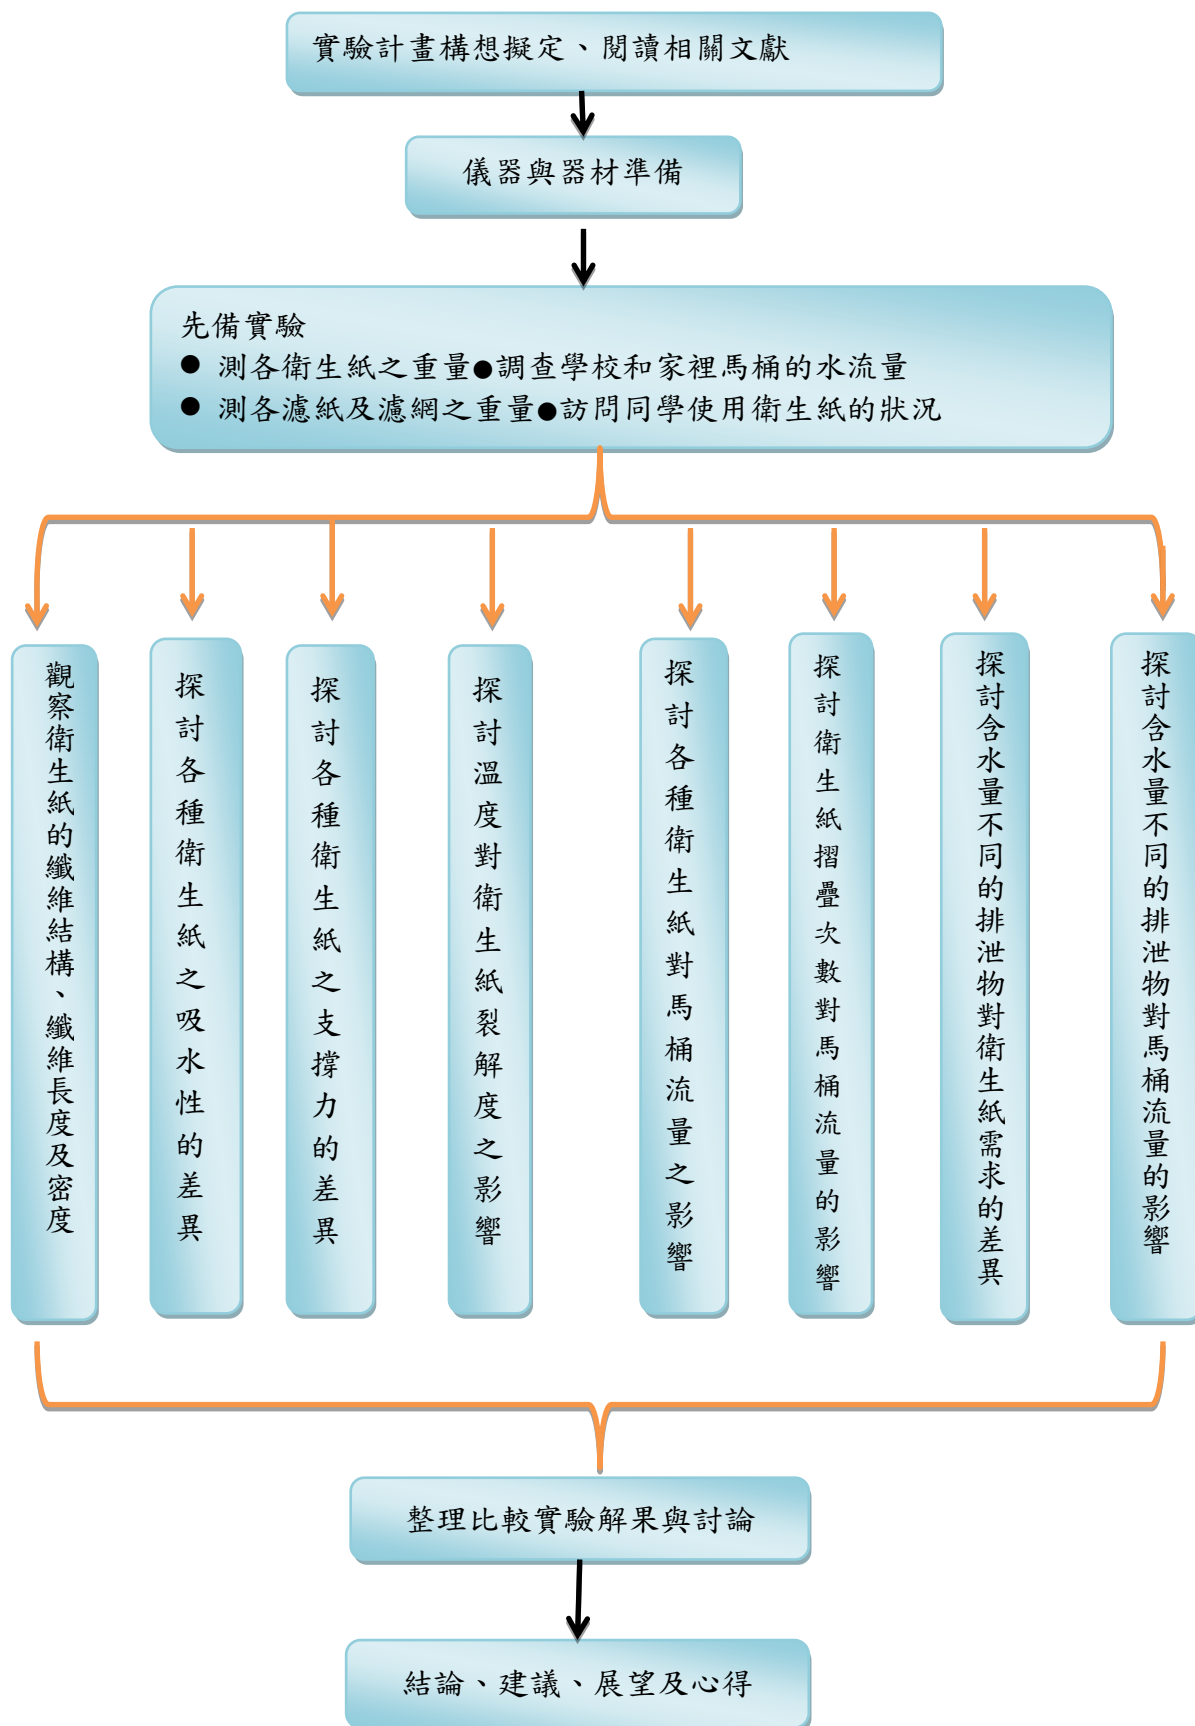 實驗計畫構想擬定、閱讀相關文獻
儀器與器材準備
先備實驗
● 測各衛生紙之重量●調查學校和家裡馬桶的水流量
● 測各濾紙及濾網之重量●訪問同學使用衛生紙的狀況
觀察衛生紙的纖維結構、纖維長度及密度
探討各種衛生紙之吸水性的差異
探討各種衛生紙之支撐力的差異
探討溫度對衛生紙裂解度之影響
探討各種衛生紙對馬桶流量之影響
探討衛生紙摺疊次數對馬桶流量的影響
探討含水量不同的排泄物對衛生紙需求的差異
探討含水量不同的排泄物對馬桶流量的影響
整理比較實驗解果與討論
結論、建議、展望及心得